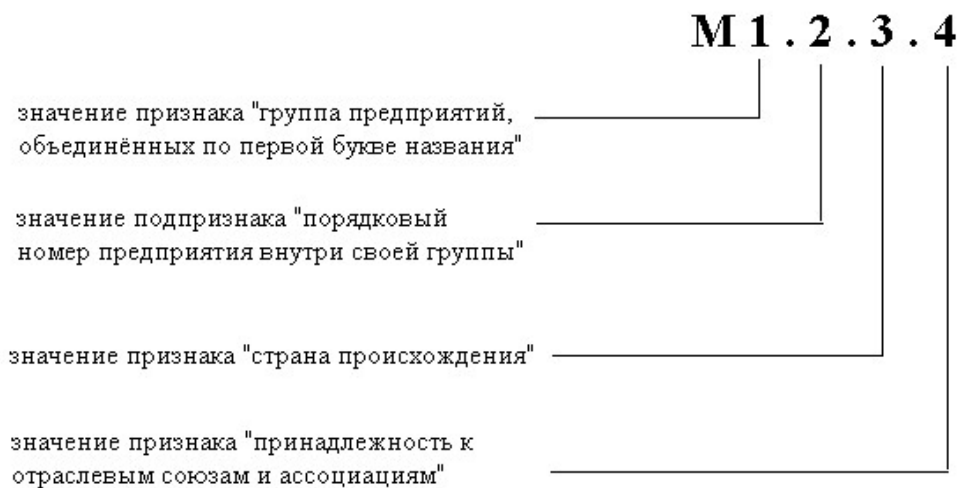 М 1 . 2 . 3 . 4
значение признака "группа предприятий,
объединённых по первой букве названия"
значение подпризнака "порядковый
номер предприятия внутри своей группы"
значение признака "страна происхождения"
значение признака "принадлежность к
отраслевым союзам и ассоциациям"